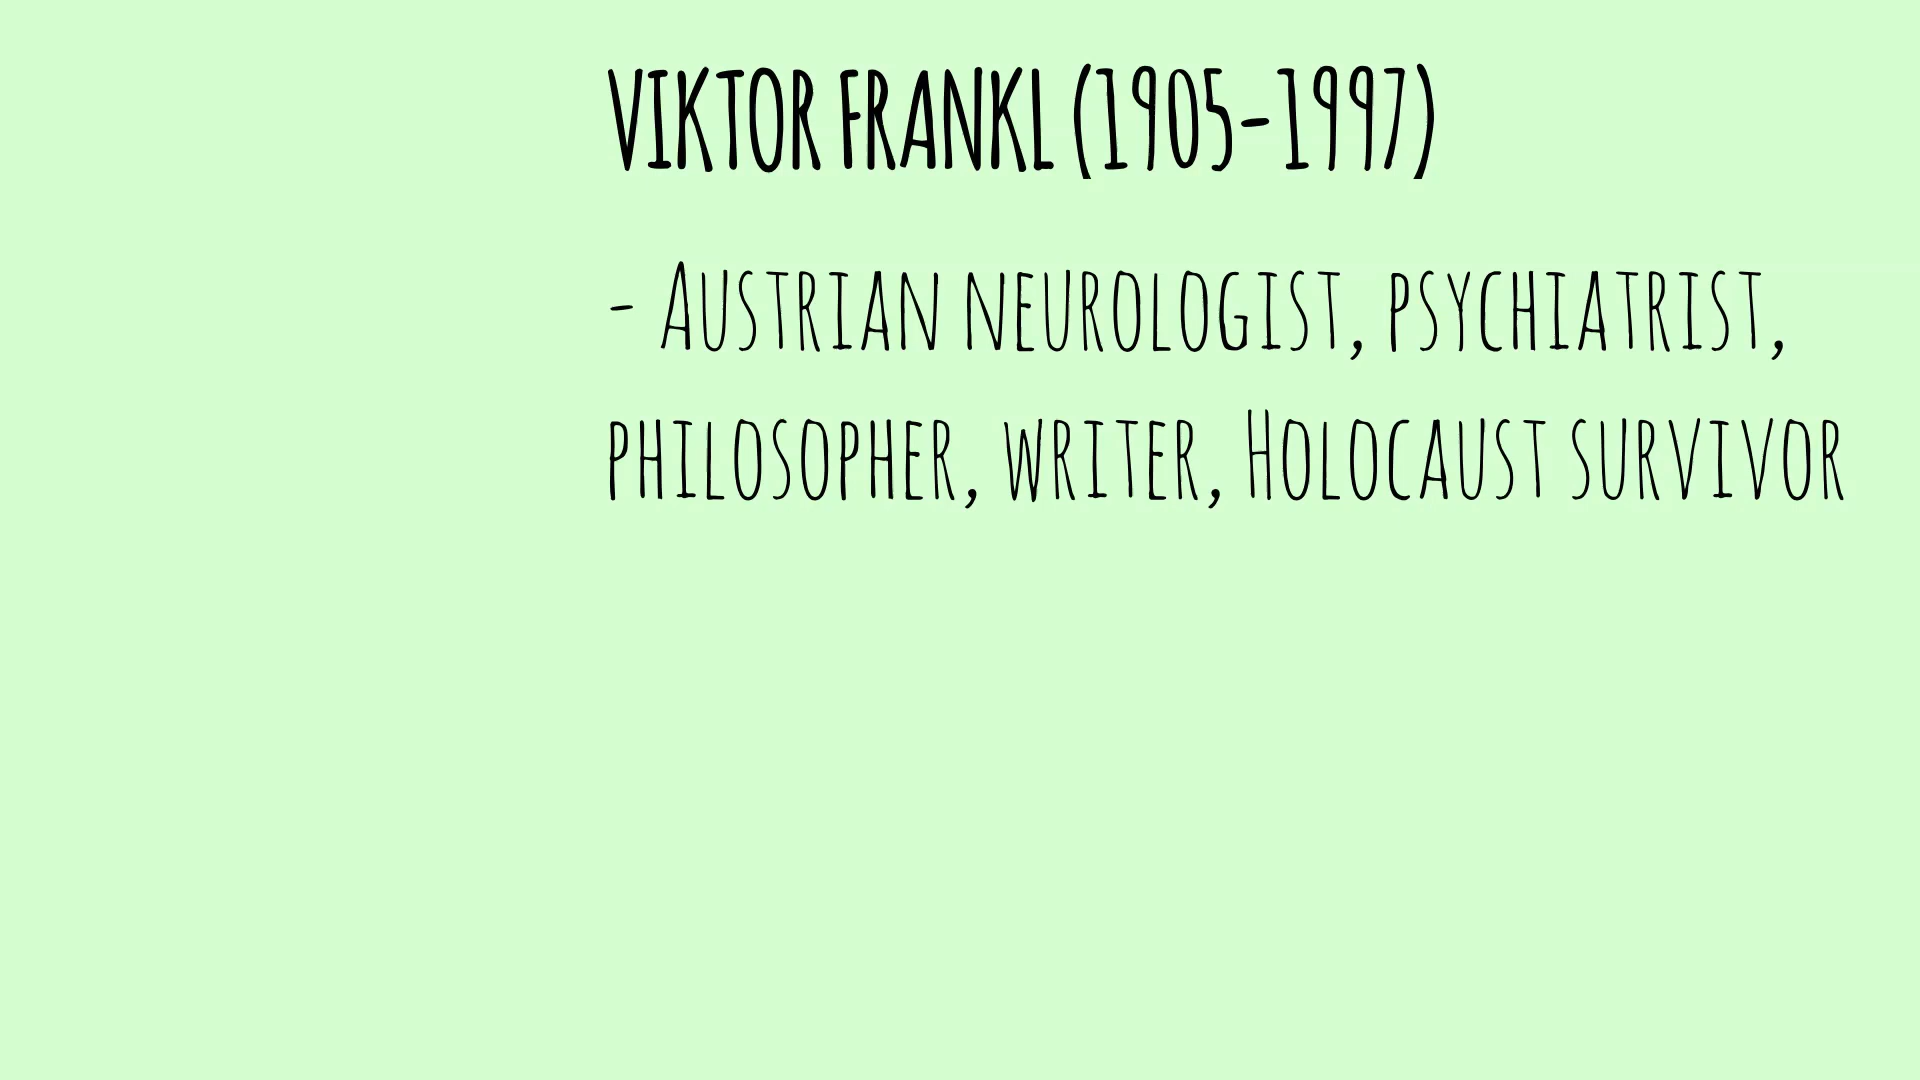 VIKTOR FRANKL (1905-1997)
- Austrian neurologist, psychiatrist,
philosopher, writer, Holocaust survivor